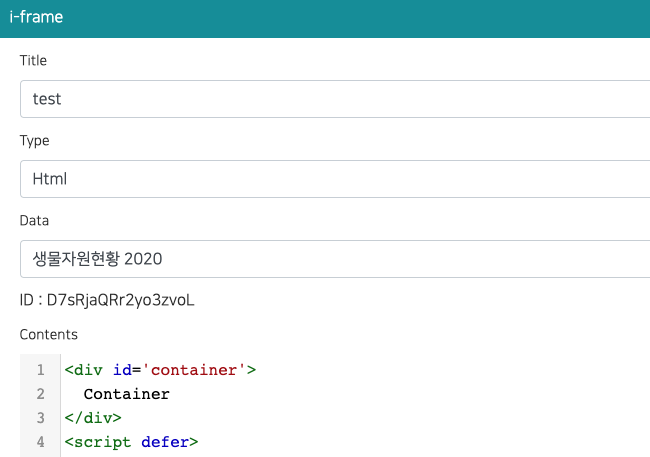 i-frame
Title
test
Type
Html
Data
생물자원현황 2020
ID : D7sRjaQRr2yo3zvoL
Contents
1 <div id='container'>
2 Container
3 </div>
4 <script defer>